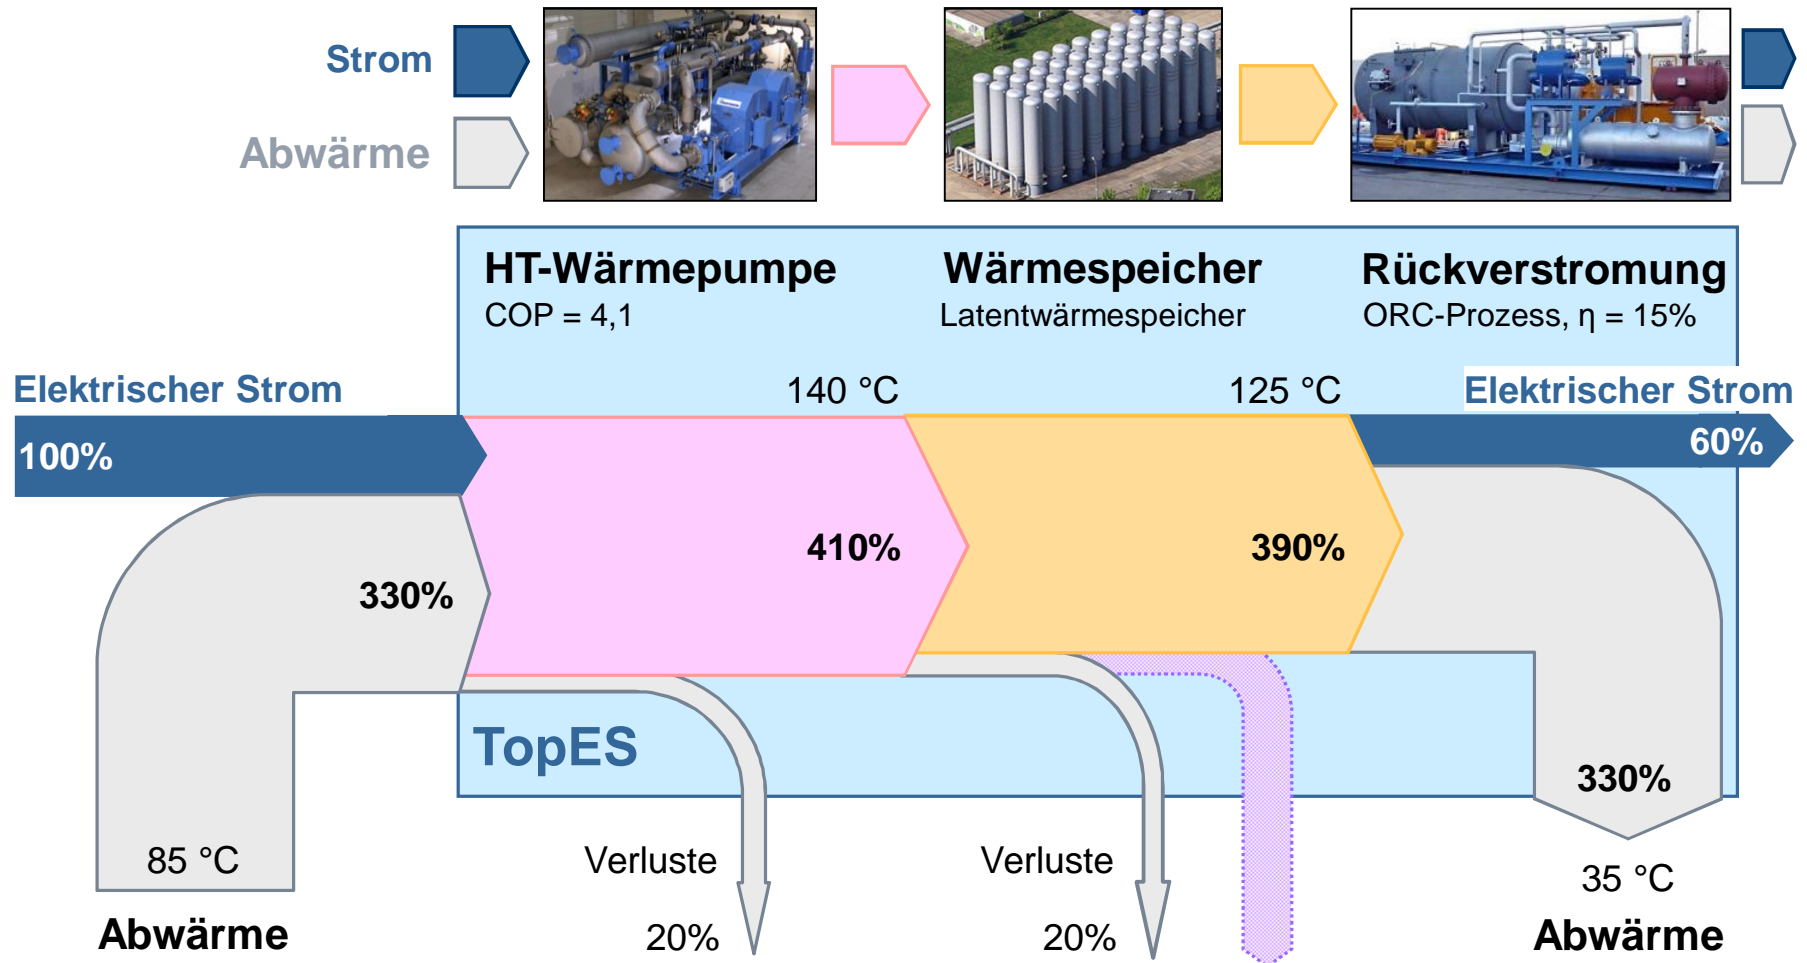 Strom
Abwärme
HT-Wärmepumpe
COP = 4,1
Wärmespeicher
Latentwärmespeicher
Rückverstromung
ORC-Prozess, η = 15%
Elektrischer Strom
140 °C
125 °C
Elektrischer Strom
100%
60%
330%
410%
390%
TopES
330%
85 °C
Verluste
Verluste
35 °C
Abwärme
20%
20%
Abwärme